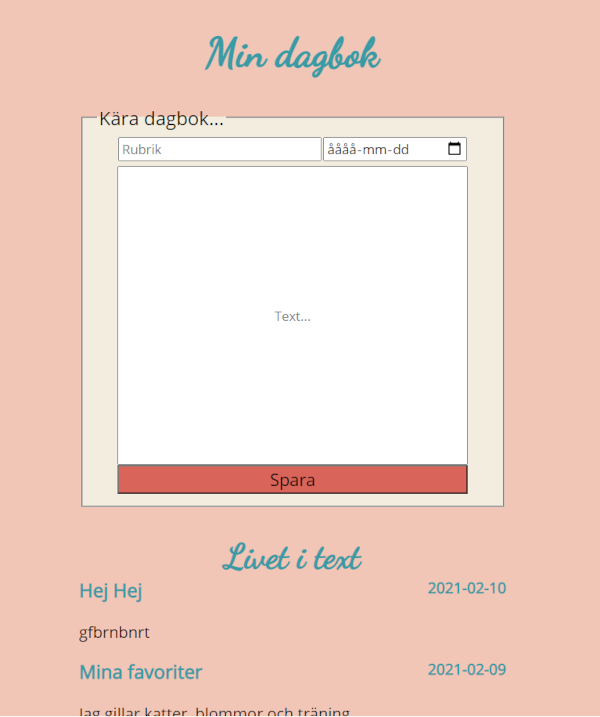 Min dagbok
Kära dagbok...
Rubrik åååå-mm-dd
Text...
Spara
Livet i text
Hej Hej 2021-02-10
gfbrnbnrt
Mina favoriter 2021-02-09
Jag gillar katter, blommor och träning